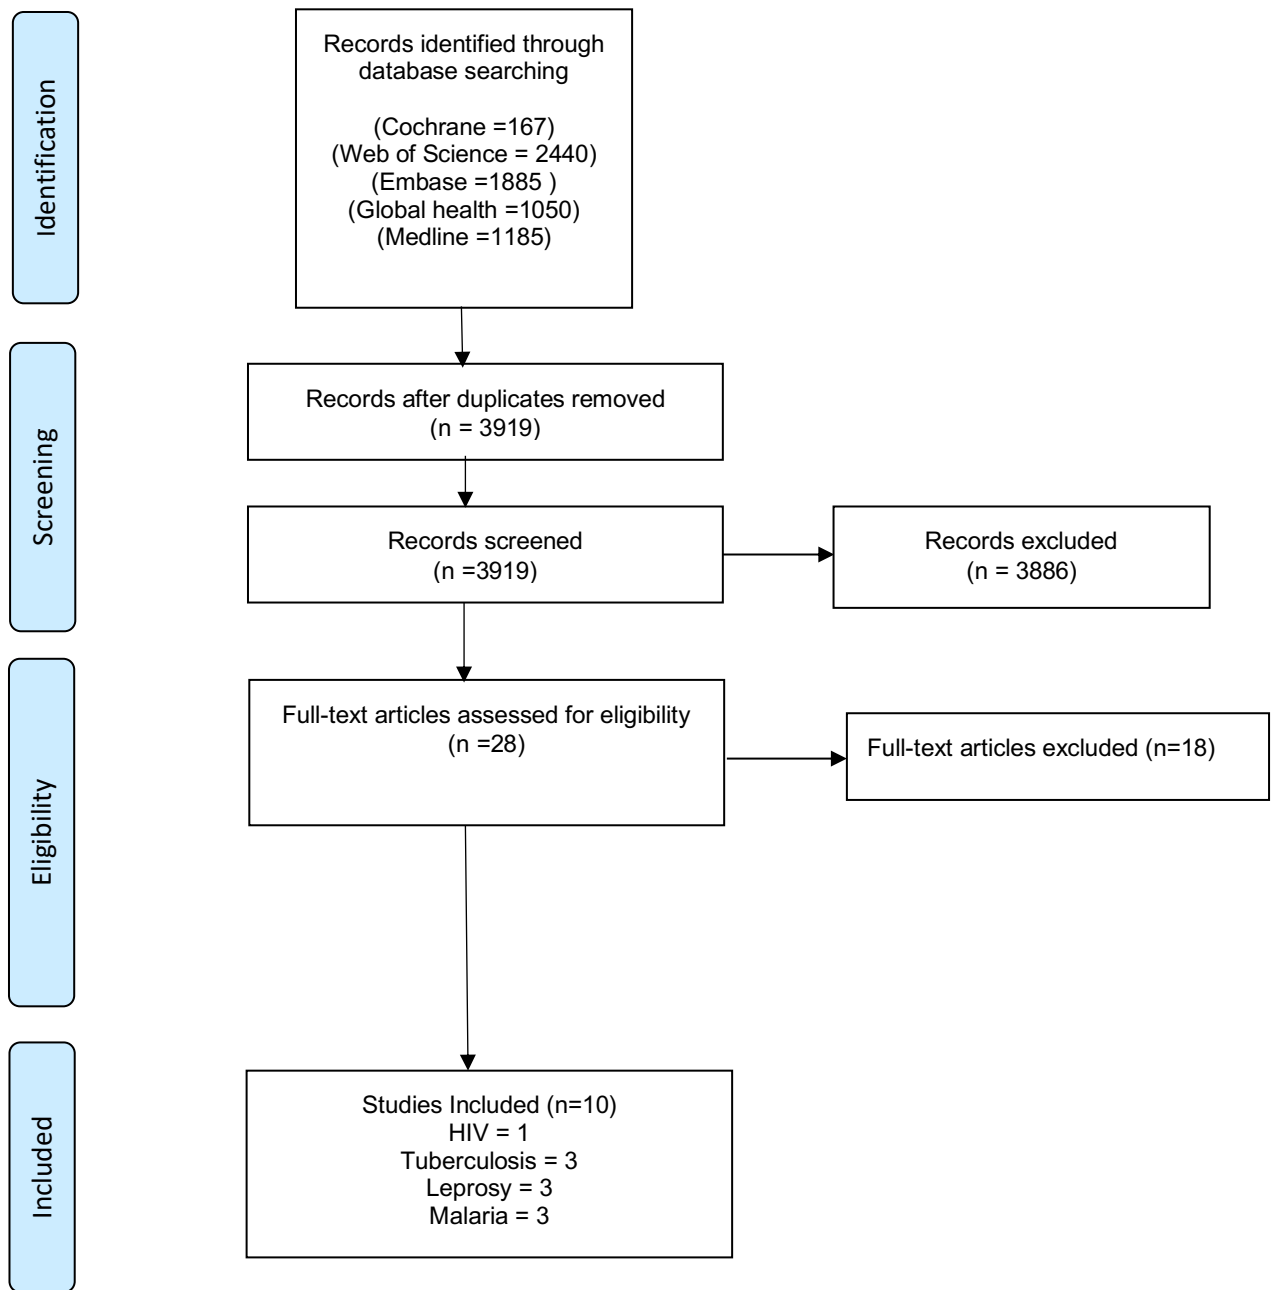 Identification
Records identified through
database searching
(Cochrane =167)
(Web of Science = 2440)
(Embase =1885 )
(Global health =1050)
(Medline =1185)
Screening
Records after duplicates removed
(n = 3919)
Records screened
(n =3919)
Records excluded
(n = 3886)
Eligibility
Full-text articles assessed for eligibility
(n =28)
Full-text articles excluded (n=18)
Included
Studies Included (n=10)
HIV = 1
Tuberculosis = 3
Leprosy = 3
Malaria = 3